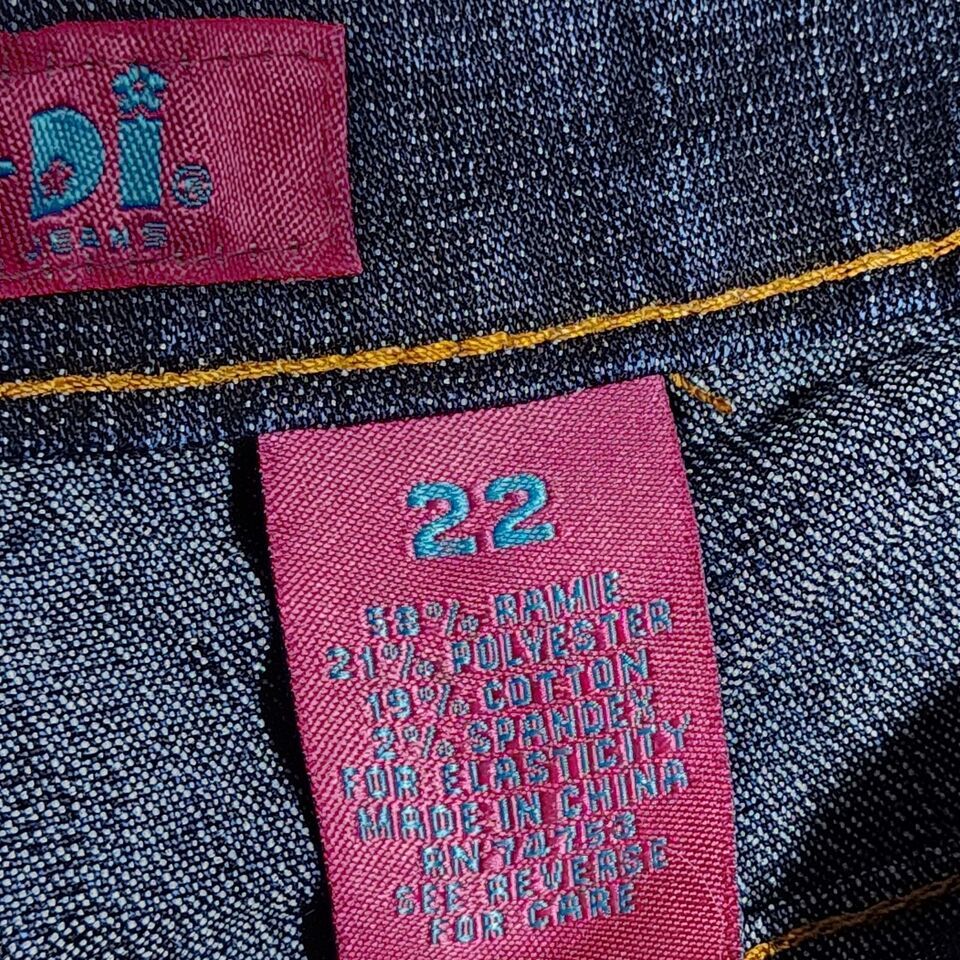 -Di®
JEANS
22
58% RAMIE
21% POLYESTER
19% COTTON
2% SPANDEX
FOR ELASTICITY
MADE IN CHINA
RN 74753
SEE REVERSE
FOR CARE